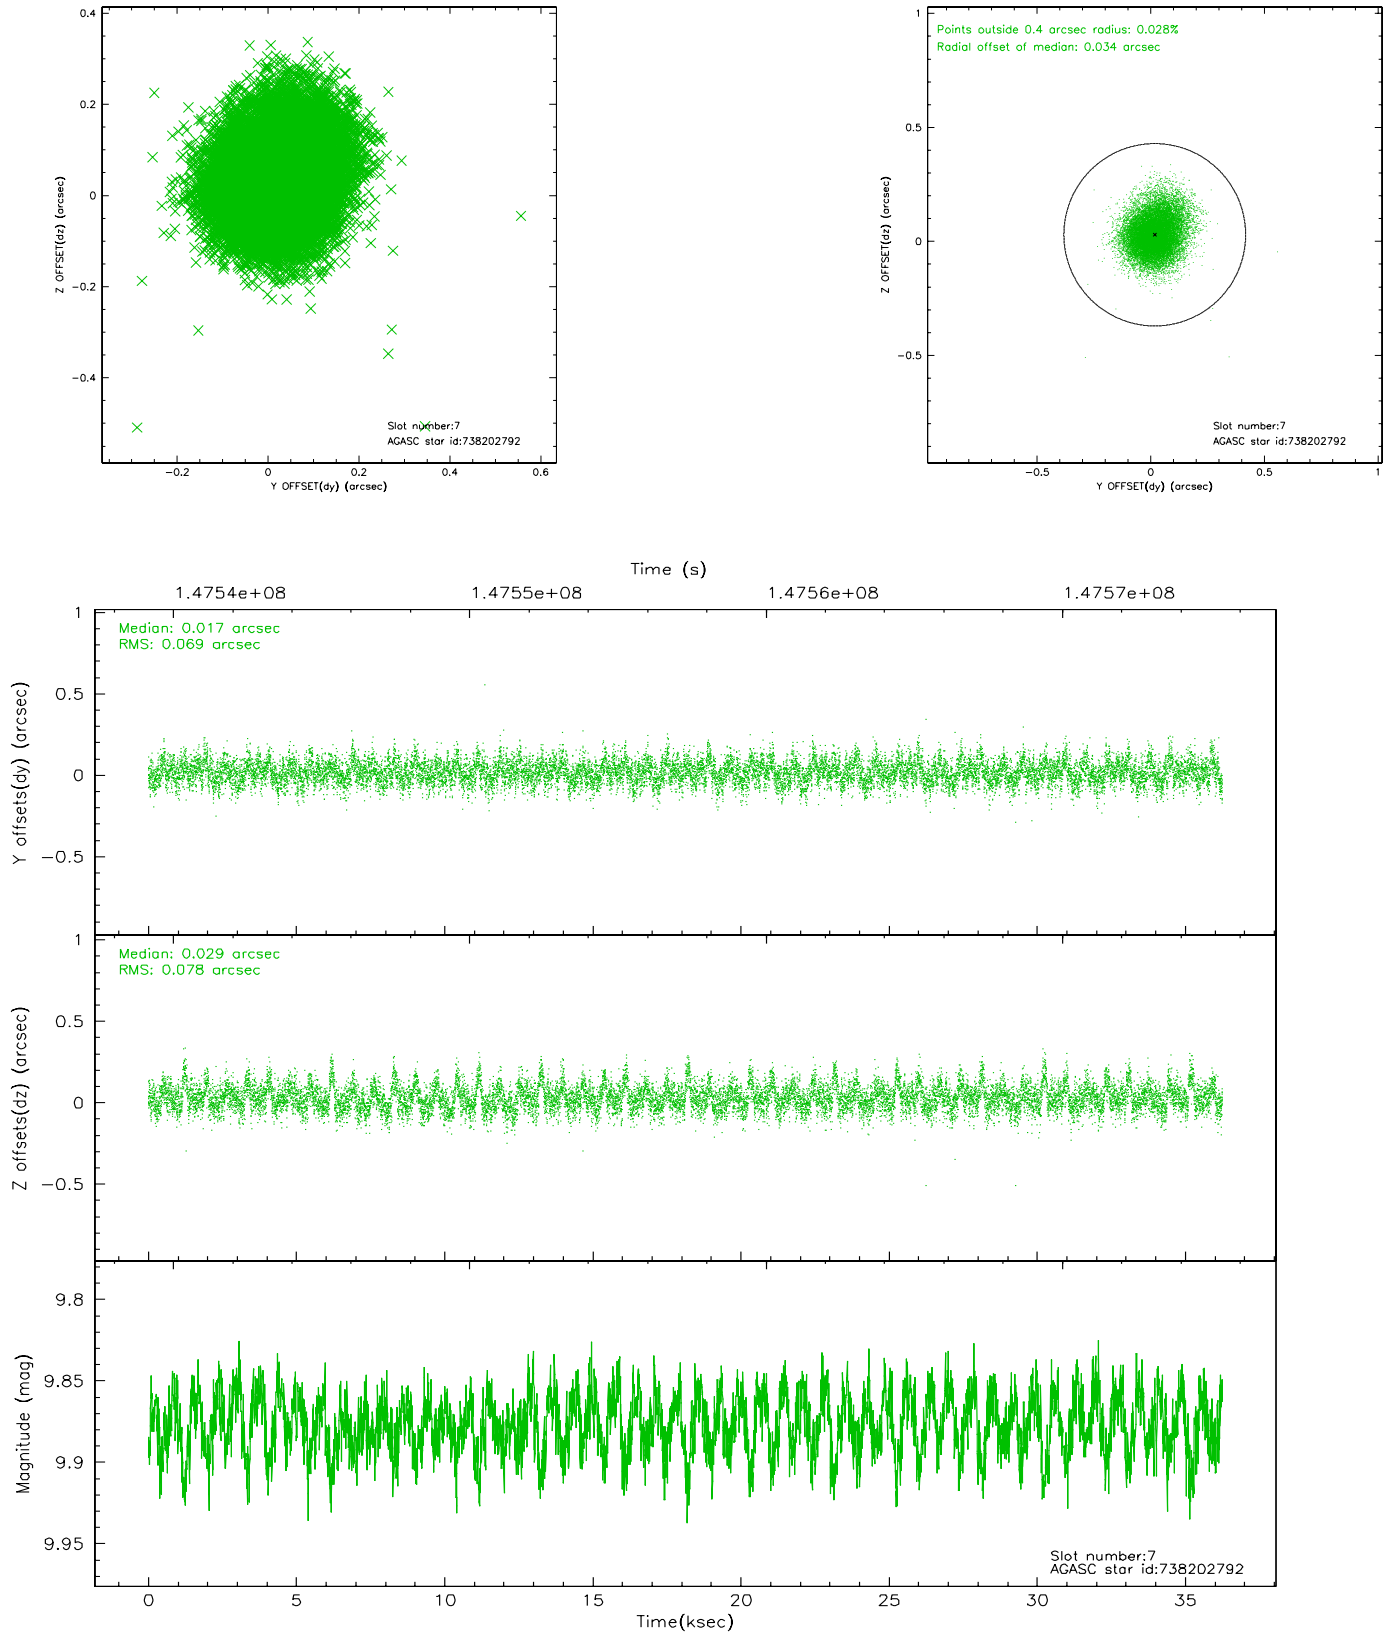 0.4
0.2
0
−0.2
−0.4
Z OFFSET(dz) (arcsec)
Slot number:7
AGASC star id:738202792
−0.2
0
0.2
0.4
0.6
Y OFFSET(dy) (arcsec)
1
0.5
0
−0.5
Z OFFSET(dz) (arcsec)
Points outside 0.4 arcsec radius: 0.028%
Radial offset of median: 0.034 arcsec
Slot number:7
AGASC star id:738202792
−0.5
0
0.5
1
Y OFFSET(dy) (arcsec)
Time (s)
1.4754e+08
1.4755e+08
1.4756e+08
1.4757e+08
1
0.5
0
−0.5
Y offsets(dy) (arcsec)
Median: 0.017 arcsec
RMS: 0.069 arcsec
1
0.5
0
−0.5
Z offsets(dz) (arcsec)
Median: 0.029 arcsec
RMS: 0.078 arcsec
9.8
9.85
9.9
9.95
Magnitude (mag)
Slot number:7
AGASC star id:738202792
0
5
10
15
20
25
30
35
Time(ksec)